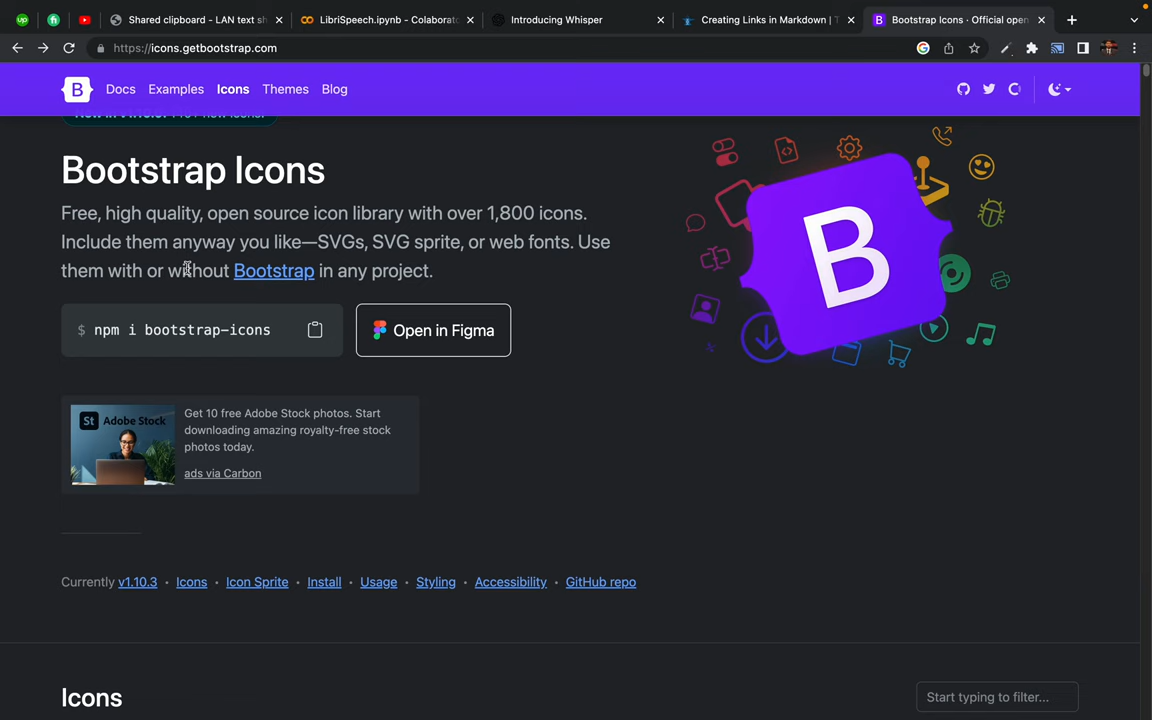 Shared clipboard - LAN text sh
LibriSpeech.ipynb - Colaborato
Introducing Whisper
Creating Links in Markdown | T
Bootstrap Icons · Official open
https://icons.getbootstrap.com
B Docs Examples Icons Themes Blog
Bootstrap Icons
Free, high quality, open source icon library with over 1,800 icons.
Include them anyway you like—SVGs, SVG sprite, or web fonts. Use
them with or without Bootstrap in any project.
$ npm i bootstrap-icons
Open in Figma
B
St Adobe Stock
Get 10 free Adobe Stock photos. Start
downloading amazing royalty-free stock
photos today.
ads via Carbon
Currently v1.10.3 · Icons · Icon Sprite · Install · Usage · Styling · Accessibility · GitHub repo
Icons
Start typing to filter...